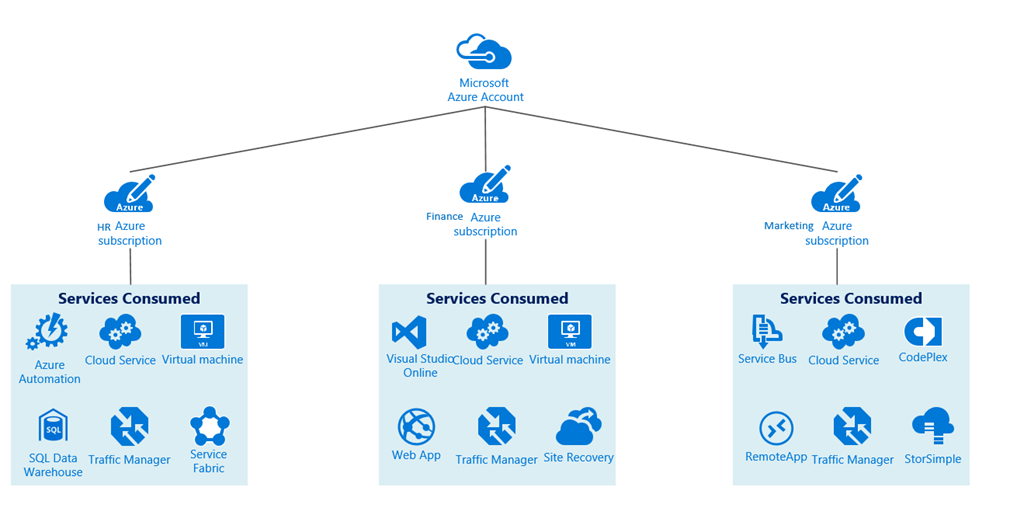 Microsoft
Azure Account
Azure
HR Azure
subscription
Azure
Finance Azure
subscription
Azure
Marketing Azure
subscription
Services Consumed
Azure
Automation
Cloud Service
VM
Virtual machine
SQL
SQL Data
Warehouse
Traffic Manager
Service
Fabric
Services Consumed
Visual Studio
Online
Cloud Service
VM
Virtual machine
Web App
Traffic Manager
Site Recovery
Services Consumed
Service Bus
Cloud Service
CodePlex
RemoteApp
Traffic Manager
StorSimple